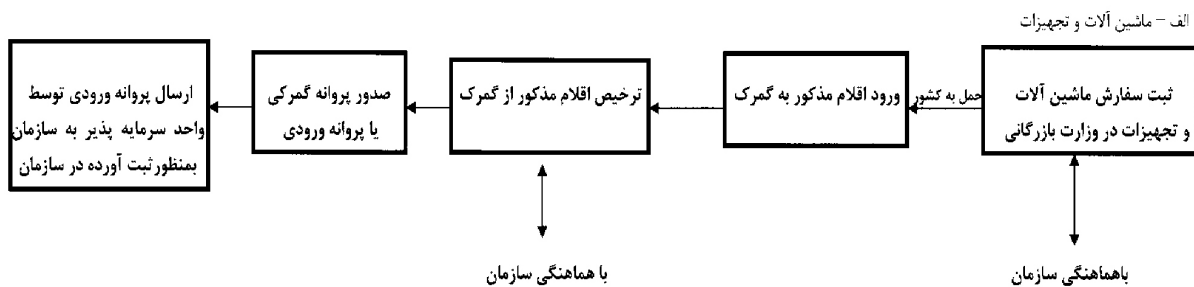 الف – ماشین آلات و تجهیزات
ثبت سفارش ماشین آلات
و تجهیزات در وزارت بازرگانی
حمل به کشور
ورود اقلام مذکور به گمرک
ترخیص اقلام مذکور از گمرک
صدور پروانه گمرکی
یا پروانه ورودی
ارسال پروانه ورودی توسط
واحد سرمایه پذیر به سازمان
بمنظورثبت آورده در سازمان
باهماهنگی سازمان
با هماهنگی سازمان